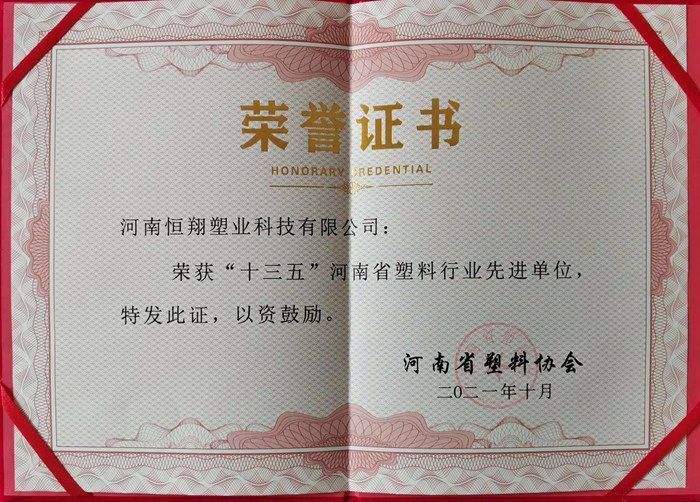 荣誉证书
HONORARY CREDENTIAL
河南恒翔塑业科技有限公司：
荣获“十三五”河南省塑料行业先进单位，
特发此证，以资鼓励。
河南省塑料协会
二〇二一年十月